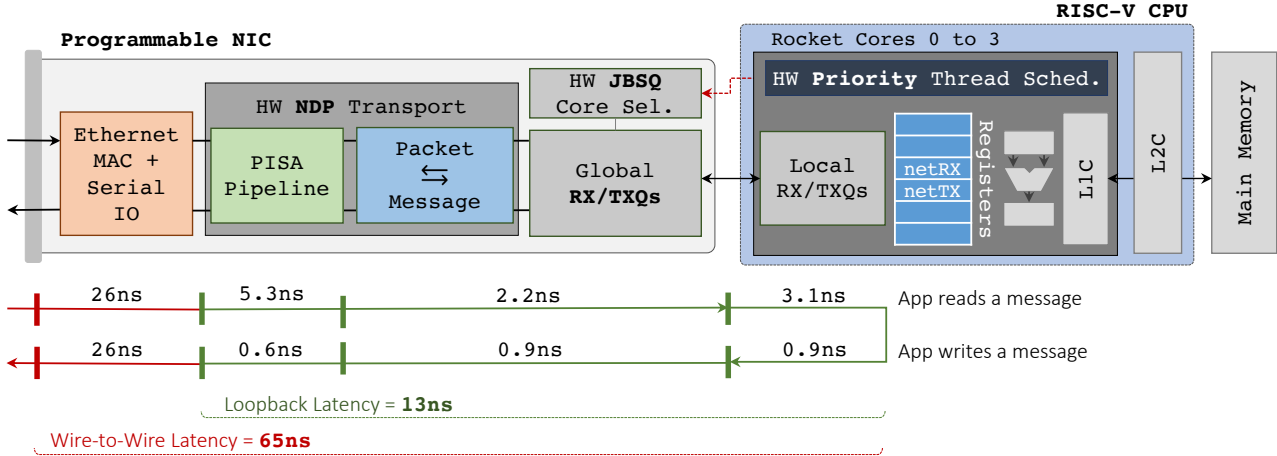 RISC-V CPU
Programmable NIC
Rocket Cores 0 to 3
HW Priority Thread Sched.
HW JBSQ
Core Sel.
HW NDP Transport
Ethernet
MAC +
Serial
IO
PISA
Pipeline
Packet
⇆
Message
Global
RX/TXQs
Local
RX/TXQs
netRX
netTX
Registers
L1C
L2C
Main Memory
26ns
5.3ns
2.2ns
3.1ns
App reads a message
26ns
0.6ns
0.9ns
0.9ns
App writes a message
Loopback Latency = 13ns
Wire-to-Wire Latency = 65ns